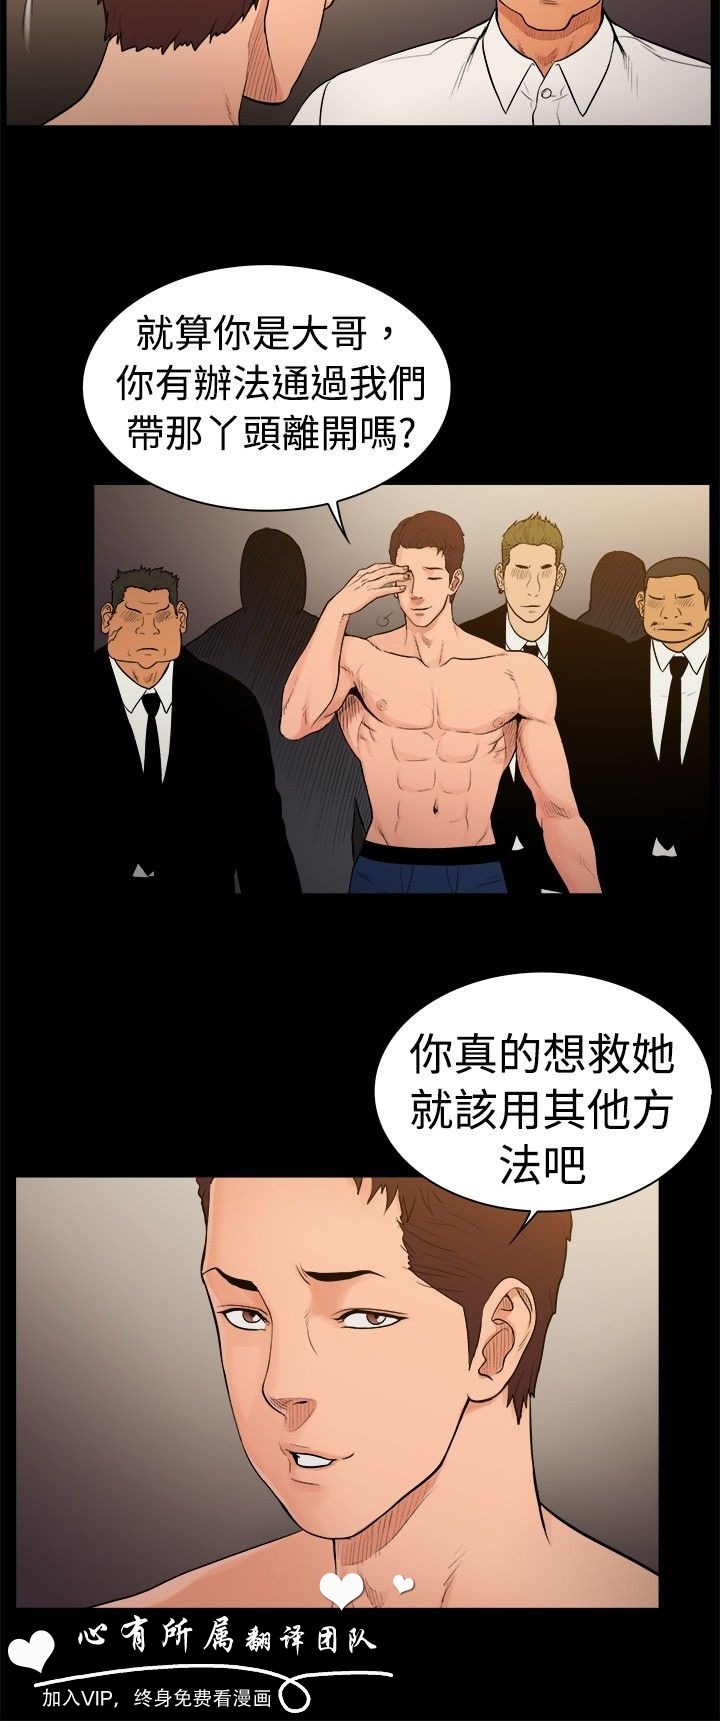 就算你是大哥，
你有辦法通過我們
帶那丫頭離開嗎?
你真的想救她
就該用其他方
法吧
心有所属翻译团队
加入VIP，终身免费看漫画